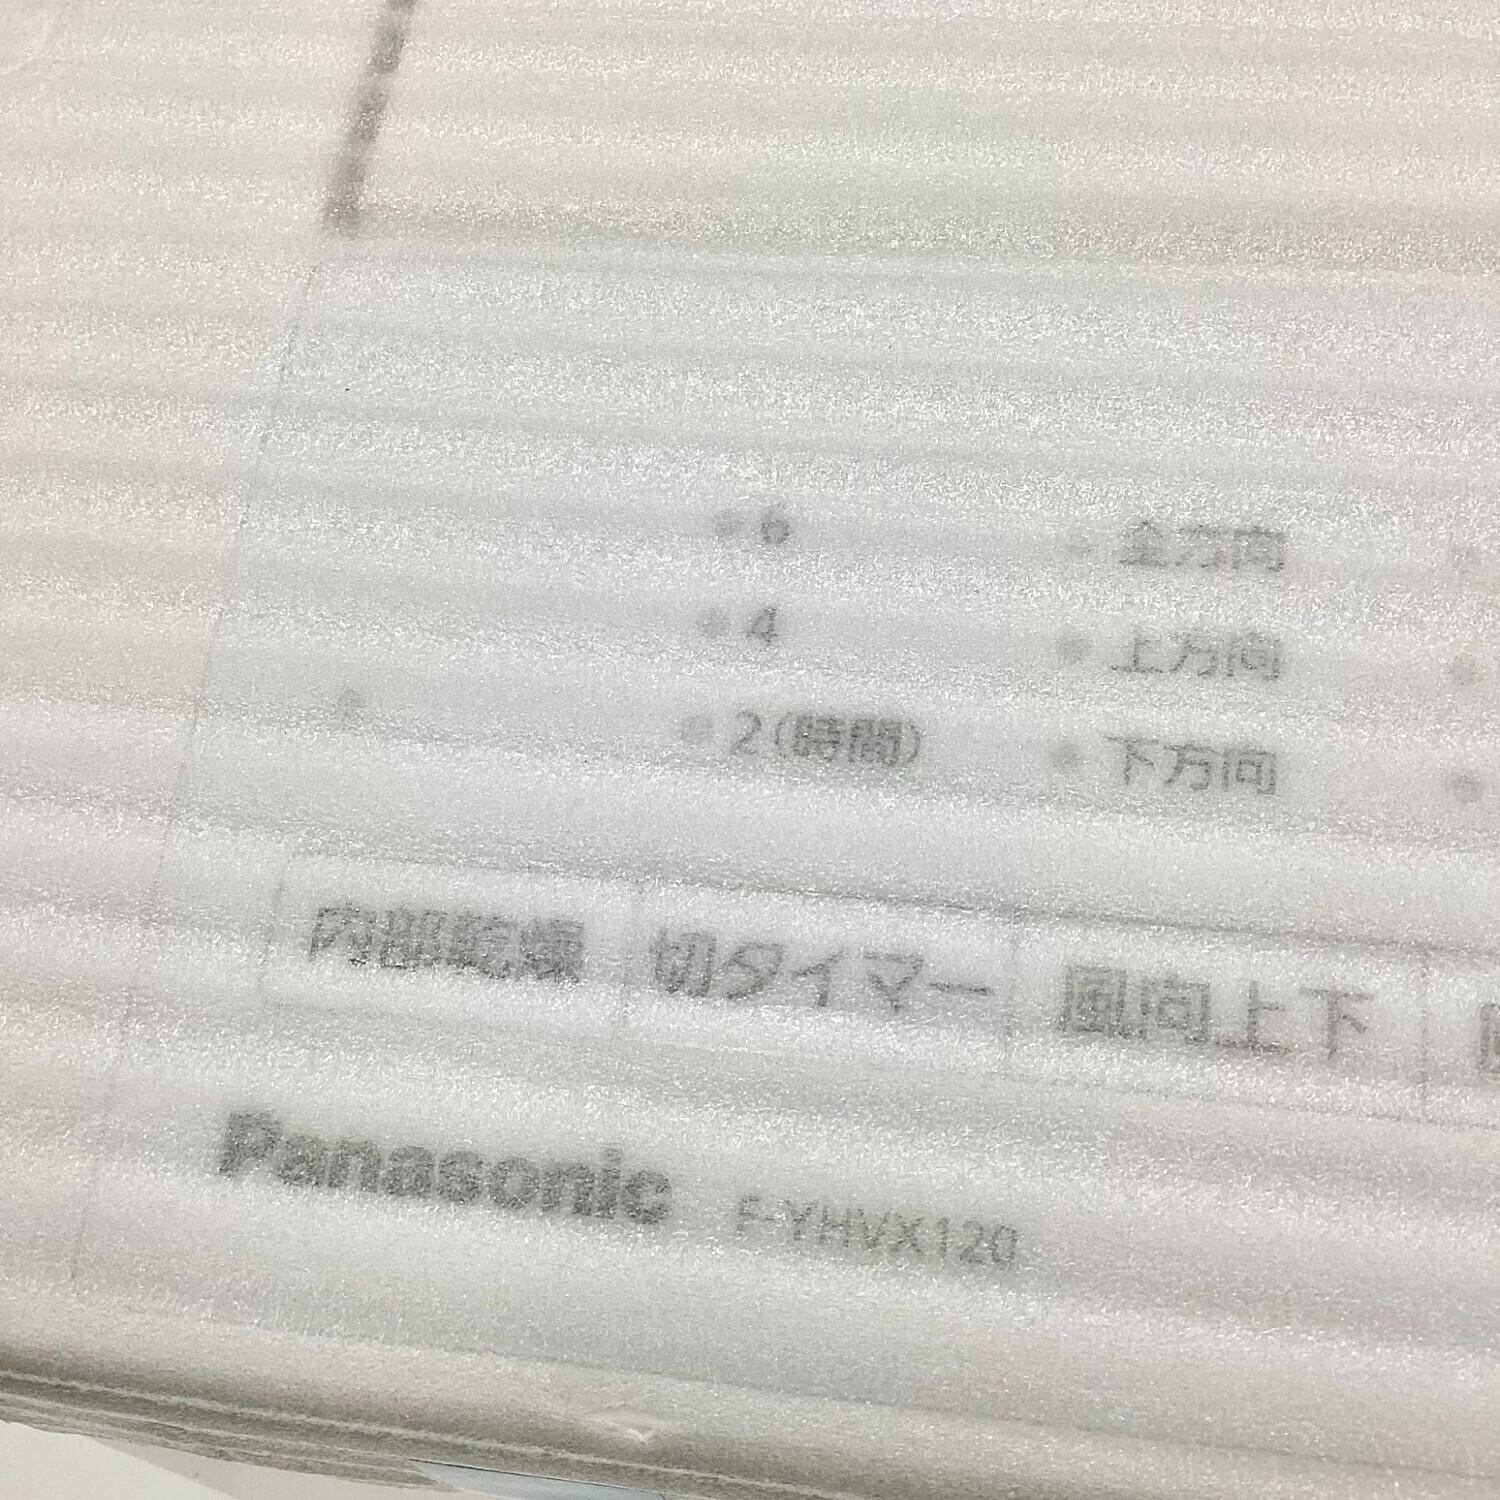 6
全方向
4
上方向
2(時間)
下方向
内部乾燥
切タイマー
風向上下
Panasonic F-YHVX120